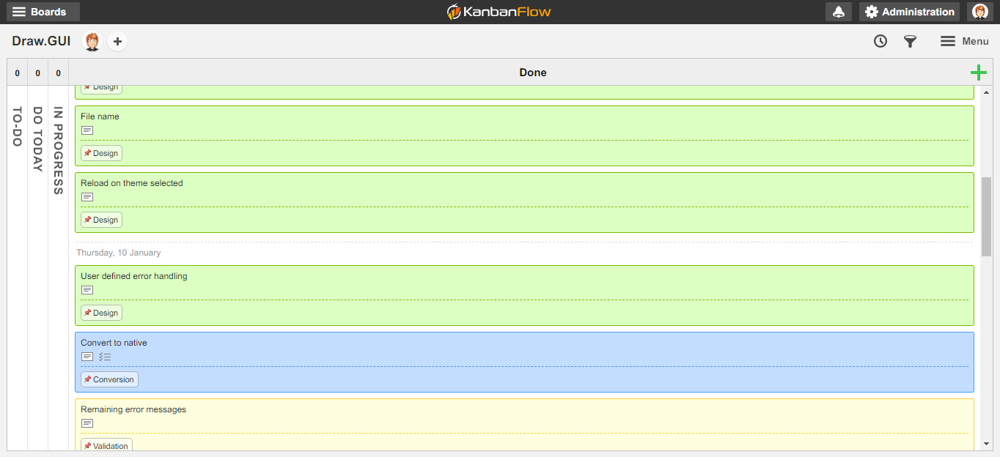 Boards
KanbanFlow
Administration
Draw.GUI
Menu
0
0
0
Done
TO-DO
DO TODAY
IN PROGRESS
Design
File name
Design
Reload on theme selected
Design
Thursday, 10 January
User defined error handling
Design
Convert to native
Conversion
Remaining error messages
Validation